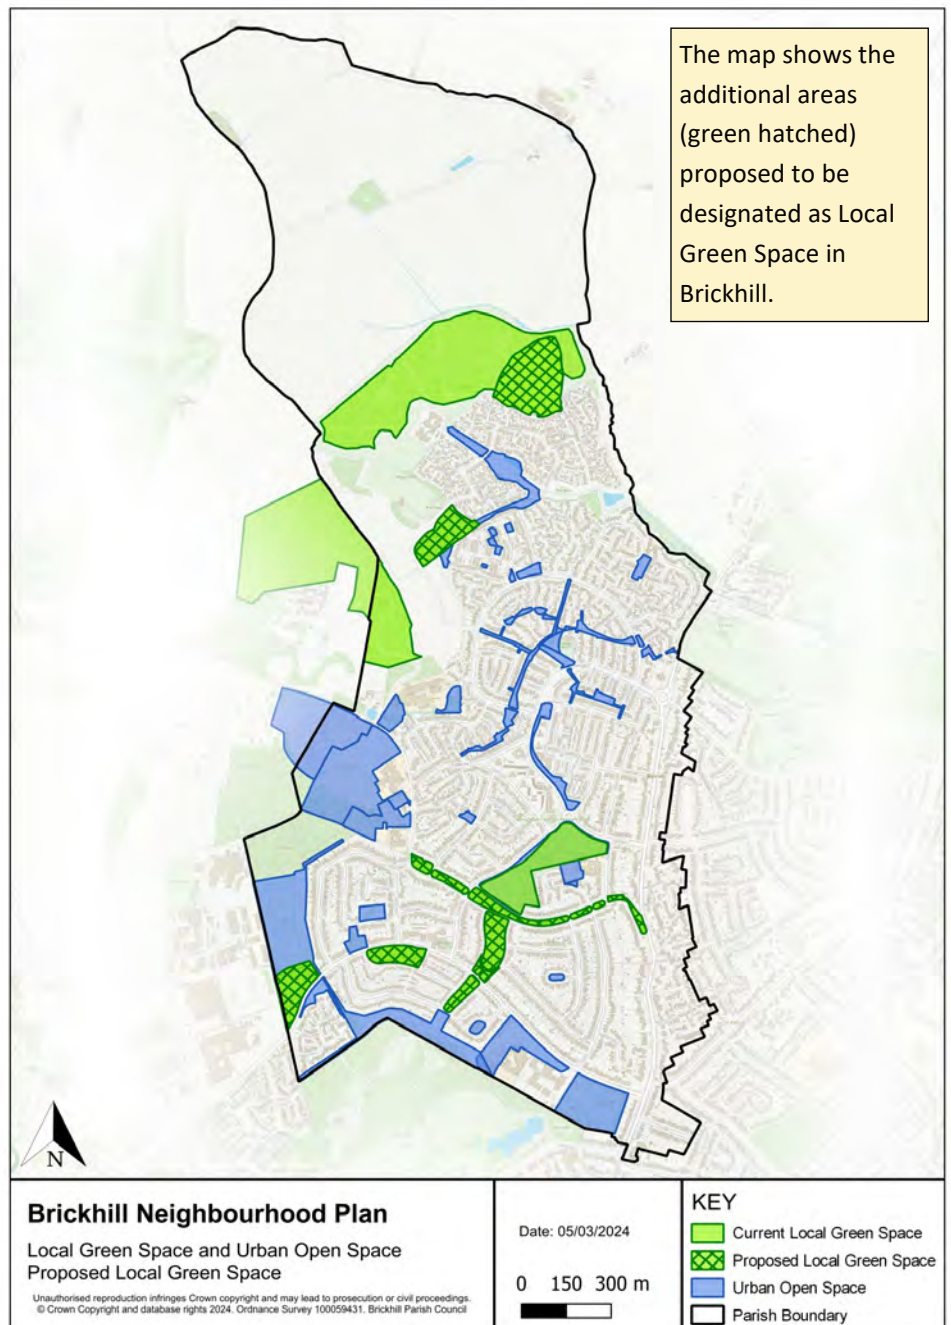 The map shows the
additional areas
(green hatched)
proposed to be
designated as Local
Green Space in
Brickhill.
N
Brickhill Neighbourhood Plan
Local Green Space and Urban Open Space
Proposed Local Green Space
Unauthorised reproduction infringes Crown copyright and may lead to prosecution or civil proceedings.
© Crown Copyright and database rights 2024. Ordnance Survey 100059431. Brickhill Parish Council
Date: 05/03/2024
0 150 300 m
KEY
Current Local Green Space
Proposed Local Green Space
Urban Open Space
Parish Boundary